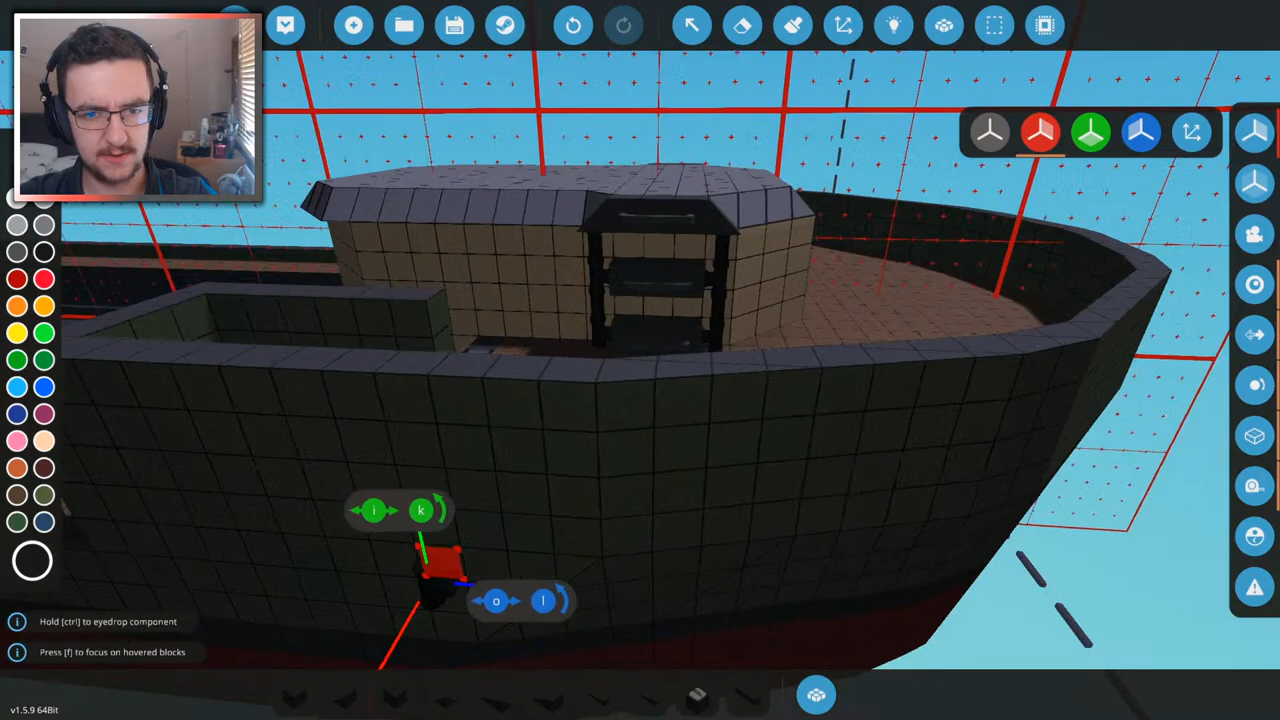 i k
o l
Hold [ctrl] to eyedrop component
Press [f] to focus on hovered blocks
v1.5.9 64Bit